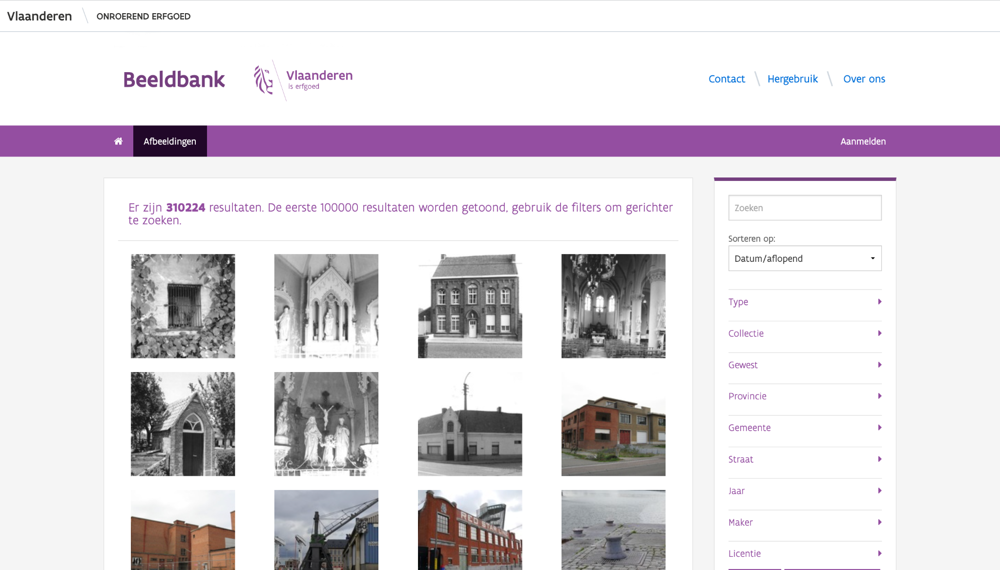 Vlaanderen
ONROEREND ERFGOED
Beeldbank
Vlaanderen
is erfgoed
Contact
Hergebruik
Over ons
Afbeeldingen
Aanmelden
Er zijn 310224 resultaten. De eerste 100000 resultaten worden getoond, gebruik de filters om gerichter
te zoeken.
Zoeken
Sorteren op:
Datum/aflopend
Type
Collectie
Gewest
Provincie
Gemeente
Straat
Jaar
Maker
Licentie
46
RED STAR